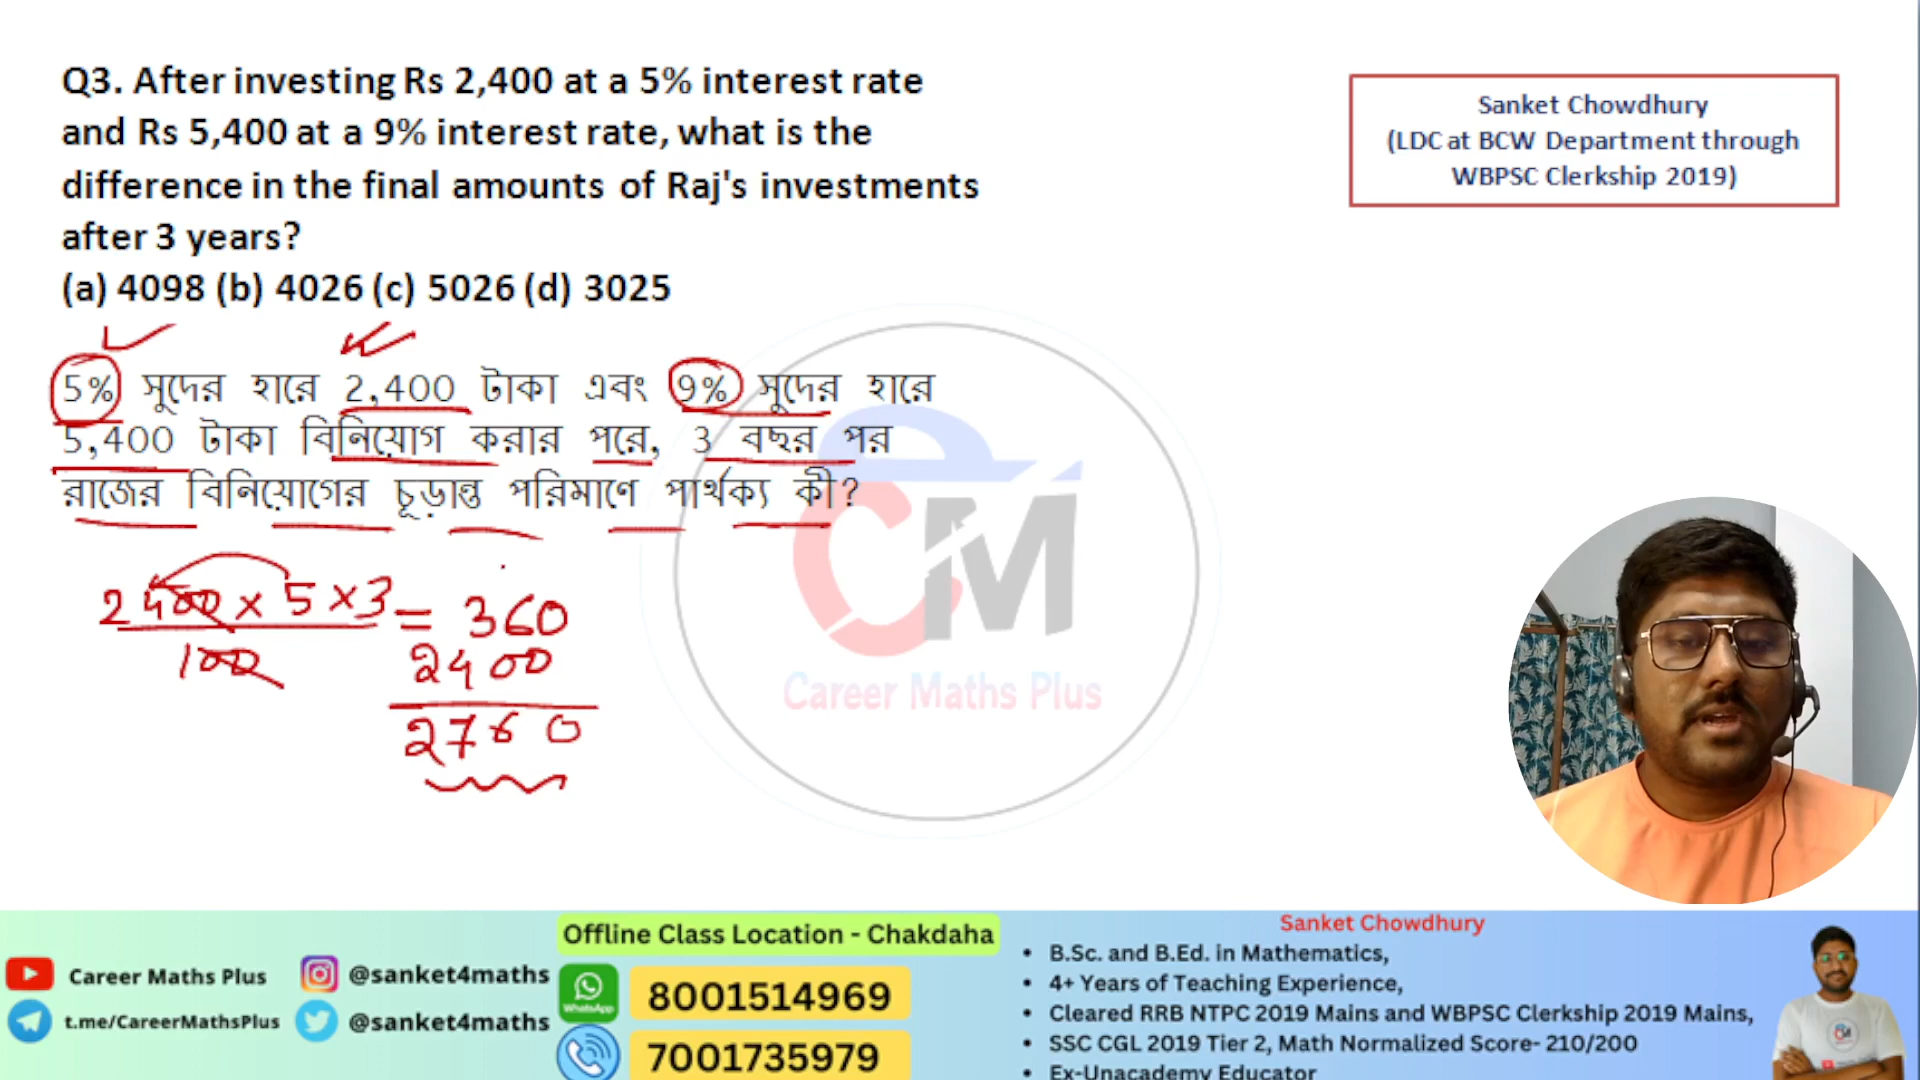 Q3. After investing Rs 2,400 at a 5% interest rate
and Rs 5,400 at a 9% interest rate, what is the
difference in the final amounts of Raj's investments
after 3 years?
(a) 4098 (b) 4026 (c) 5026 (d) 3025
5% সুদের হারে 2,400 টাকা এবং 9% সুদের হারে
5,400 টাকা বিনিয়োগ করার পরে, 3 বছর পর
রাজের বিনিয়োগের চূড়ান্ত পরিমাণে পার্থক্য কী?
2400 × 5 × 3 = 360
100
2400
2760
Sanket Chowdhury
(LDC at BCW Department through
WBPSC Clerkship 2019)
CM
Career Maths Plus
Career Maths Plus
@sanket4maths
t.me/CareerMathsPlus
@sanket4maths
Offline Class Location - Chakdaha
WhatsApp
8001514969
7001735979
Sanket Chowdhury
• B.Sc. and B.Ed. in Mathematics,
• 4+ Years of Teaching Experience,
• Cleared RRB NTPC 2019 Mains and WBPSC Clerkship 2019 Mains,
• SSC CGL 2019 Tier 2, Math Normalized Score- 210/200
• Ex-Unacademy Educator